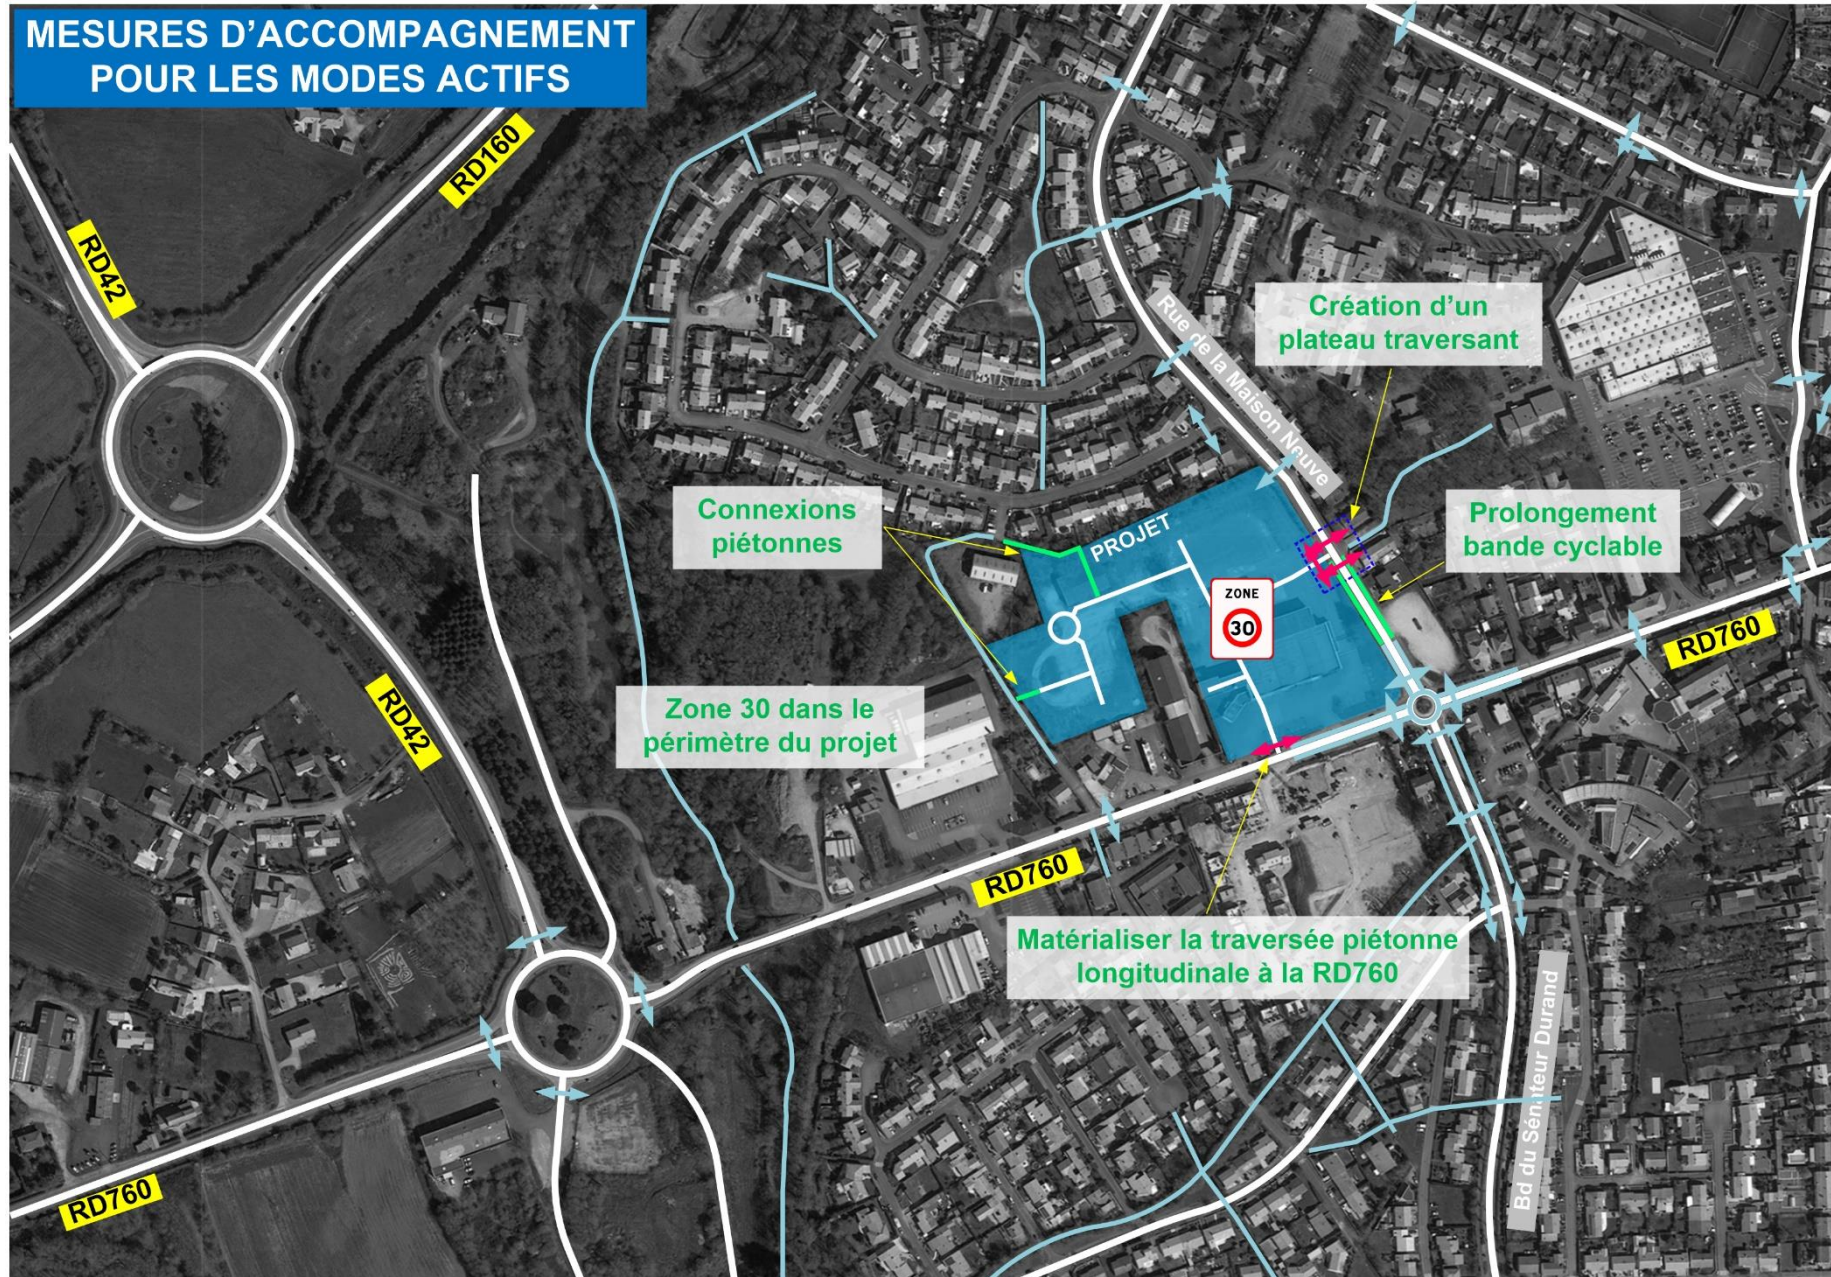 MESURES D'ACCOMPAGNEMENT
POUR LES MODES ACTIFS
RD160
RD42
Rue de la Maison Neuve
Création d'un
plateau traversant
Connexions
piétonnes
PROJET
Prolongement
bande cyclable
ZONE
30
RD760
RD42
Zone 30 dans le
périmètre du projet
RD760
Matérialiser la traversée piétonne
longitudinale à la RD760
Bd du Sénateur Durand
RD760